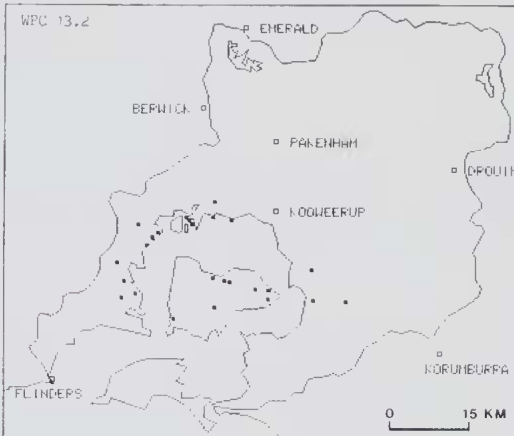 WPC 13.2
EMERALD
BERWICK
PAKENHAM
DROUIN
KOOWEERUP
KORUMBURRA
FLINDERS
0 15 KM